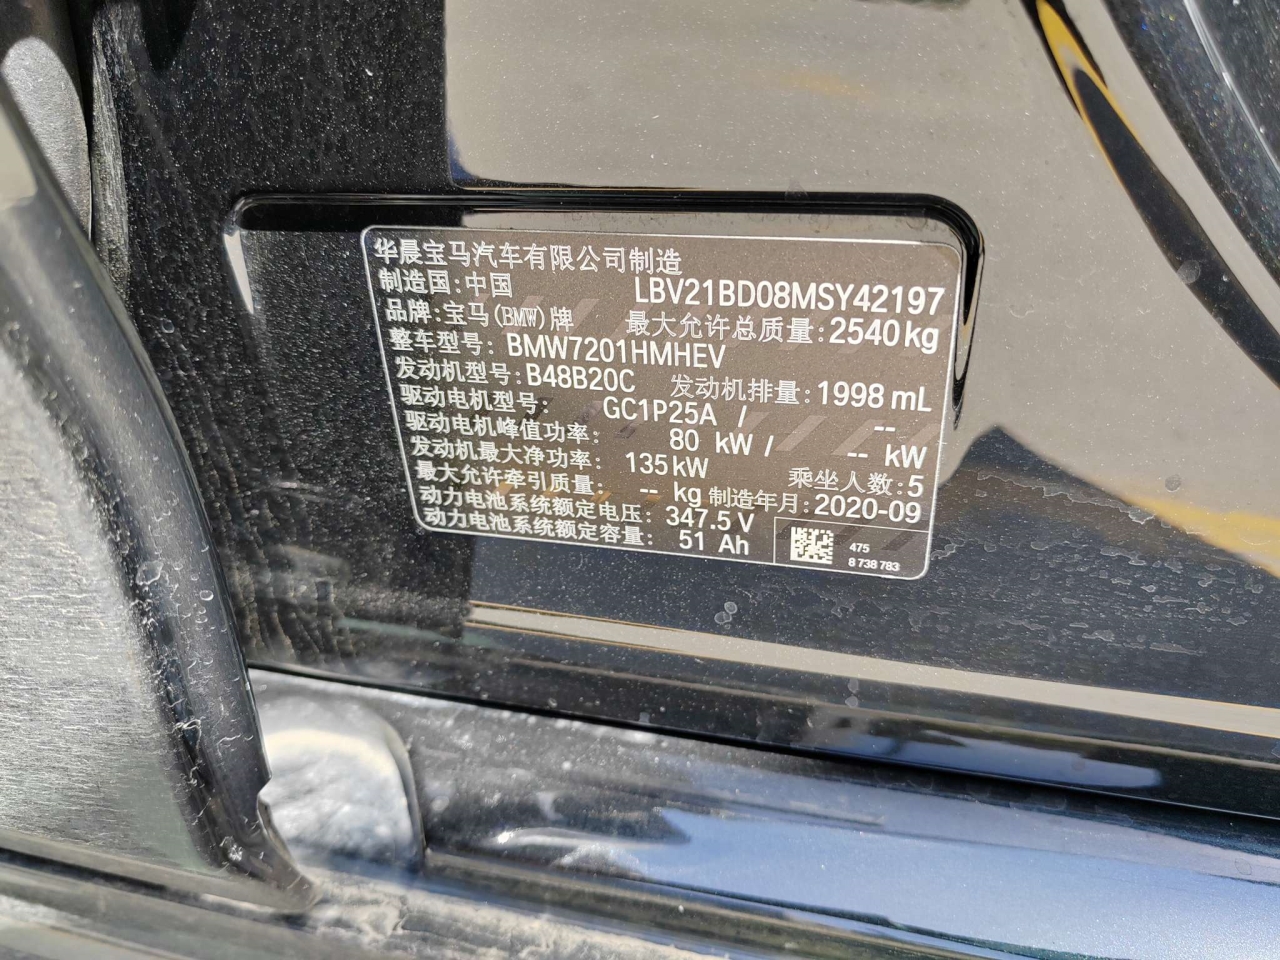 华晨宝马汽车有限公司制造
制造国:中国 LBV21BD08MSY42197
品牌:宝马(BMW)牌 最大允许总质量:2540kg
整车型号:BMW7201HMHEV
发动机型号:B48B20C 发动机排量:1998 mL
驱动电机型号: GC1P25A / --
驱动电机峰值功率: 80 kW / -- kW
发动机最大净功率: 135kW 乘坐人数:5
最大允许牵引质量: -- kg 制造年月:2020-09
动力电池系统额定电压: 347.5 V
动力电池系统额定容量: 51 Ah
475
8 738 783